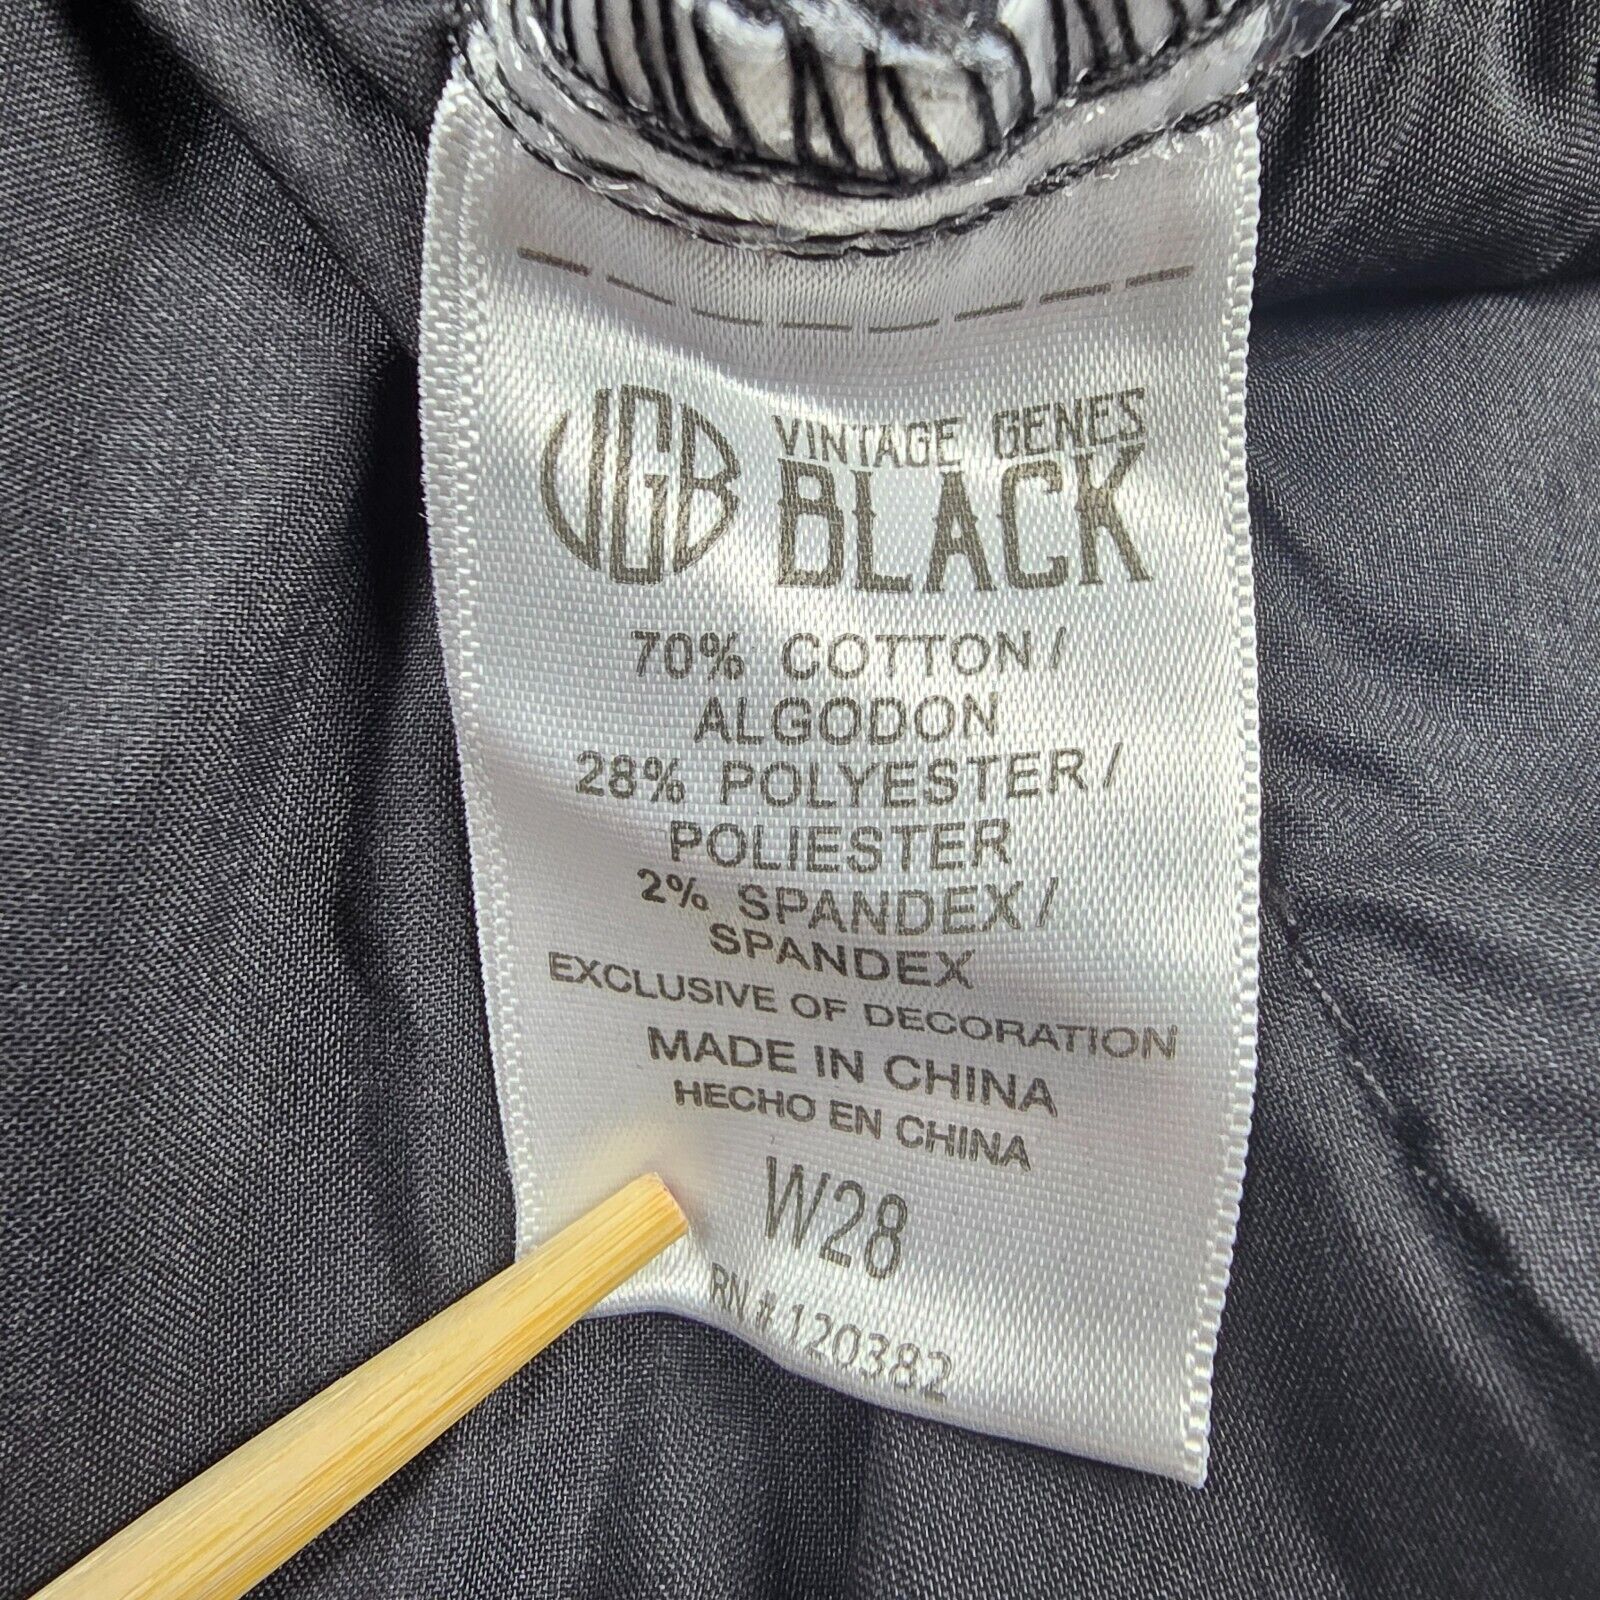 VGB VINTAGE GENES
BLACK
70% COTTON/
ALGODON
28% POLYESTER/
POLIESTER
2% SPANDEX/
SPANDEX
EXCLUSIVE OF DECORATION
MADE IN CHINA
HECHO EN CHINA
W28
RN # 120382